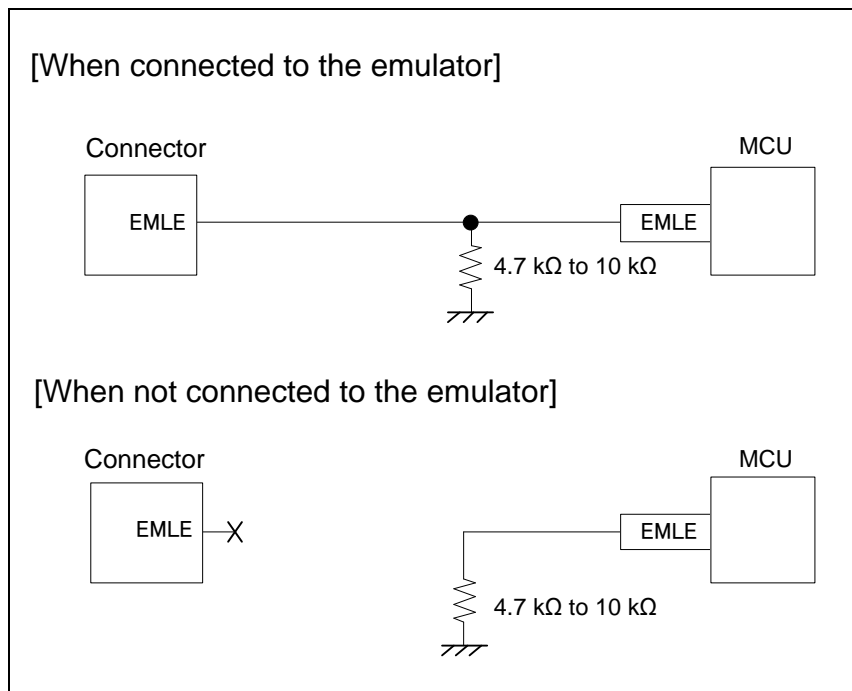 [When connected to the emulator]
Connector
MCU
EMLE
EMLE
4.7 kΩ to 10 kΩ
[When not connected to the emulator]
Connector
MCU
EMLE
EMLE
4.7 kΩ to 10 kΩ